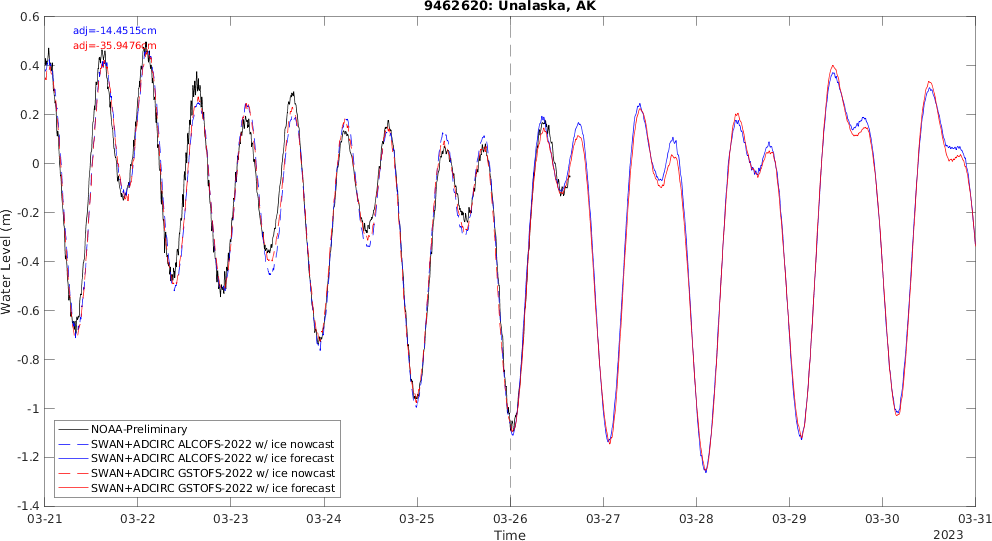 9462620: Unalaska, AK
adj=-14.4515cm
adj=-35.9476cm
0.6
0.4
0.2
0
-0.2
-0.4
-0.6
-0.8
-1
-1.2
-1.4
Water Level (m)
NOAA-Preliminary
SWAN+ADCIRC ALCOFS-2022 w/ ice nowcast
SWAN+ADCIRC ALCOFS-2022 w/ ice forecast
SWAN+ADCIRC GSTOFS-2022 w/ ice nowcast
SWAN+ADCIRC GSTOFS-2022 w/ ice forecast
03-21 03-22 03-23 03-24 03-25 03-26 03-27 03-28 03-29 03-30 03-31
Time
2023